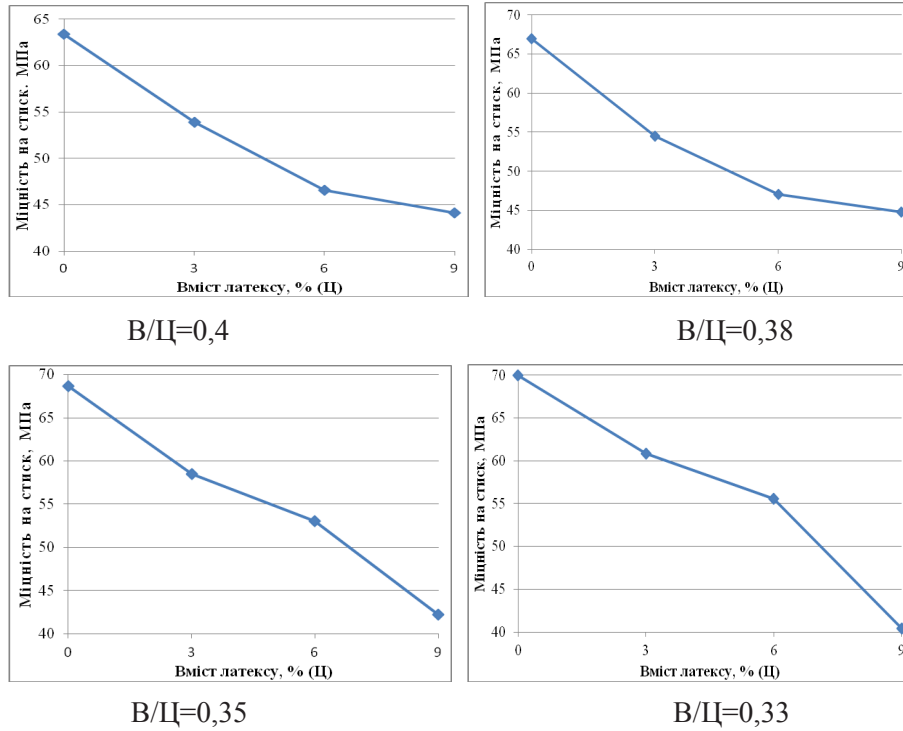 Міцність на стиск. МПа
65
60
55
50
45
40
0 3 6 9
Вміст латексу, % (Ц)
В/Ц=0,4
Міцність на стиск, МПа
70
65
60
55
50
45
40
0 3 6 9
Вміст латексу, % (Ц)
В/Ц=0,38
Міцність на стиск, МПа
70
65
60
55
50
45
40
0 3 6 9
Вміст латексу, % (Ц)
В/Ц=0,35
Міцність на стиск, МПа
70
65
60
55
50
45
40
0 3 6 9
Вміст латексу, % (Ц)
В/Ц=0,33